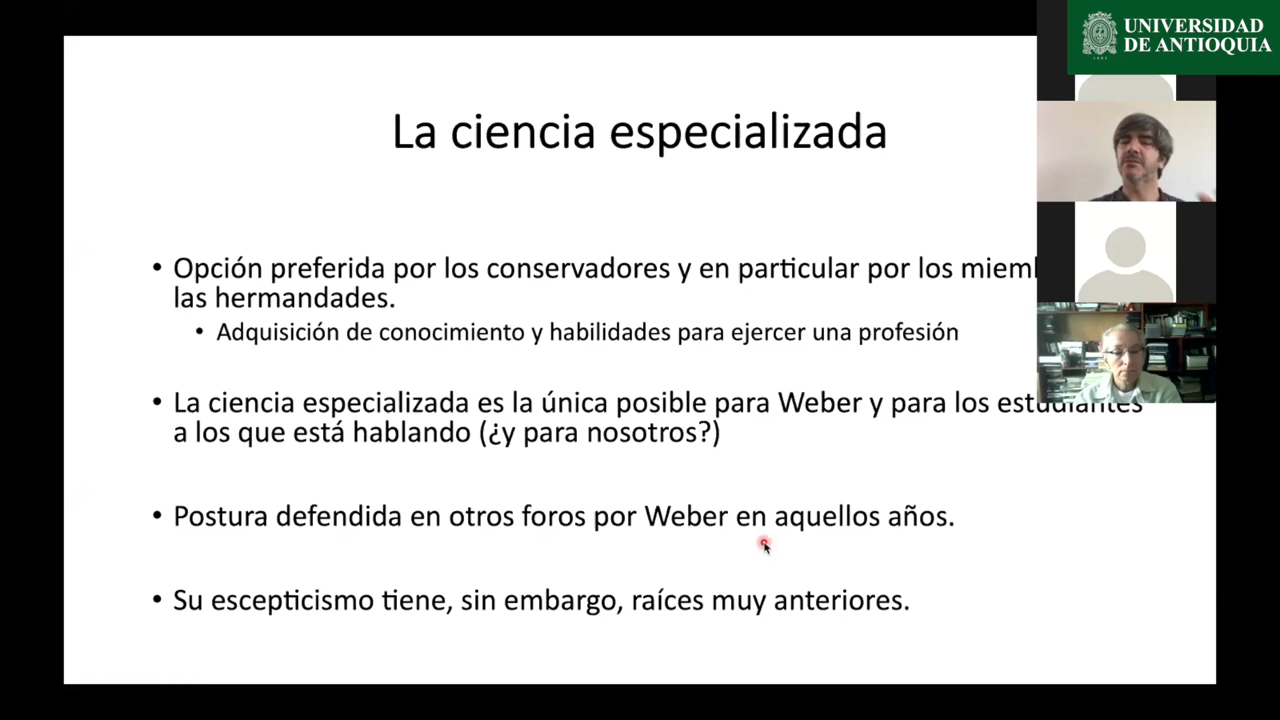 UNIVERSIDAD
DE ANTIOQUIA
La ciencia especializada
• Opción preferida por los conservadores y en particular por los
las hermandades.
• Adquisición de conocimiento y habilidades para ejercer una profesión
• La ciencia especializada es la única posible para Weber y para los estudiantes
a los que está hablando (¿y para nosotros?)
• Postura defendida en otros foros por Weber en aquellos años.
• Su escepticismo tiene, sin embargo, raíces muy anteriores.